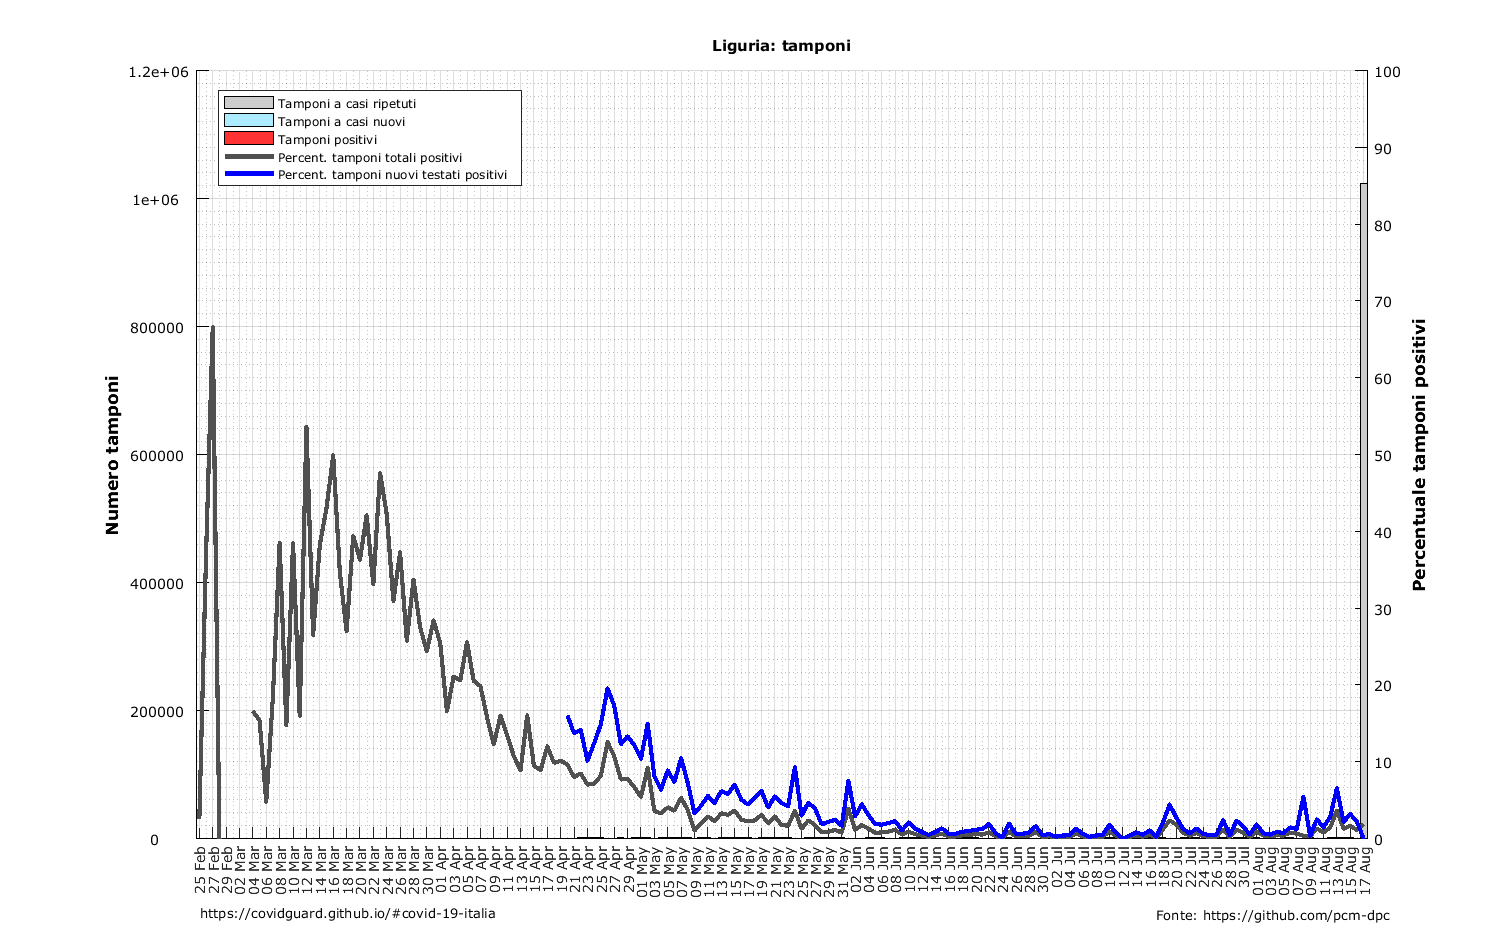 Liguria: tamponi
1.2e+06
1e+06
800000
600000
400000
200000
0
100
90
80
70
60
50
40
30
20
10
0
Tamponi a casi ripetuti
Tamponi a casi nuovi
Tamponi positivi
Percent. tamponi totali positivi
Percent. tamponi nuovi testati positivi
Numero tamponi
Percentuale tamponi positivi
25 Feb
27 Feb
29 Feb
02 Mar
04 Mar
06 Mar
08 Mar
10 Mar
12 Mar
14 Mar
16 Mar
18 Mar
20 Mar
22 Mar
24 Mar
26 Mar
28 Mar
30 Mar
01 Apr
03 Apr
05 Apr
07 Apr
09 Apr
11 Apr
13 Apr
15 Apr
17 Apr
19 Apr
21 Apr
23 Apr
25 Apr
27 Apr
29 Apr
01 May
03 May
05 May
07 May
09 May
11 May
13 May
15 May
17 May
19 May
21 May
23 May
25 May
27 May
29 May
31 May
02 Jun
04 Jun
06 Jun
08 Jun
10 Jun
12 Jun
14 Jun
16 Jun
18 Jun
20 Jun
22 Jun
24 Jun
26 Jun
28 Jun
30 Jun
02 Jul
04 Jul
06 Jul
08 Jul
10 Jul
12 Jul
14 Jul
16 Jul
18 Jul
20 Jul
22 Jul
24 Jul
26 Jul
28 Jul
30 Jul
01 Aug
03 Aug
05 Aug
07 Aug
09 Aug
11 Aug
13 Aug
15 Aug
17 Aug
https://covidguard.github.io/#covid-19-italia
Fonte: https://github.com/pcm-dpc